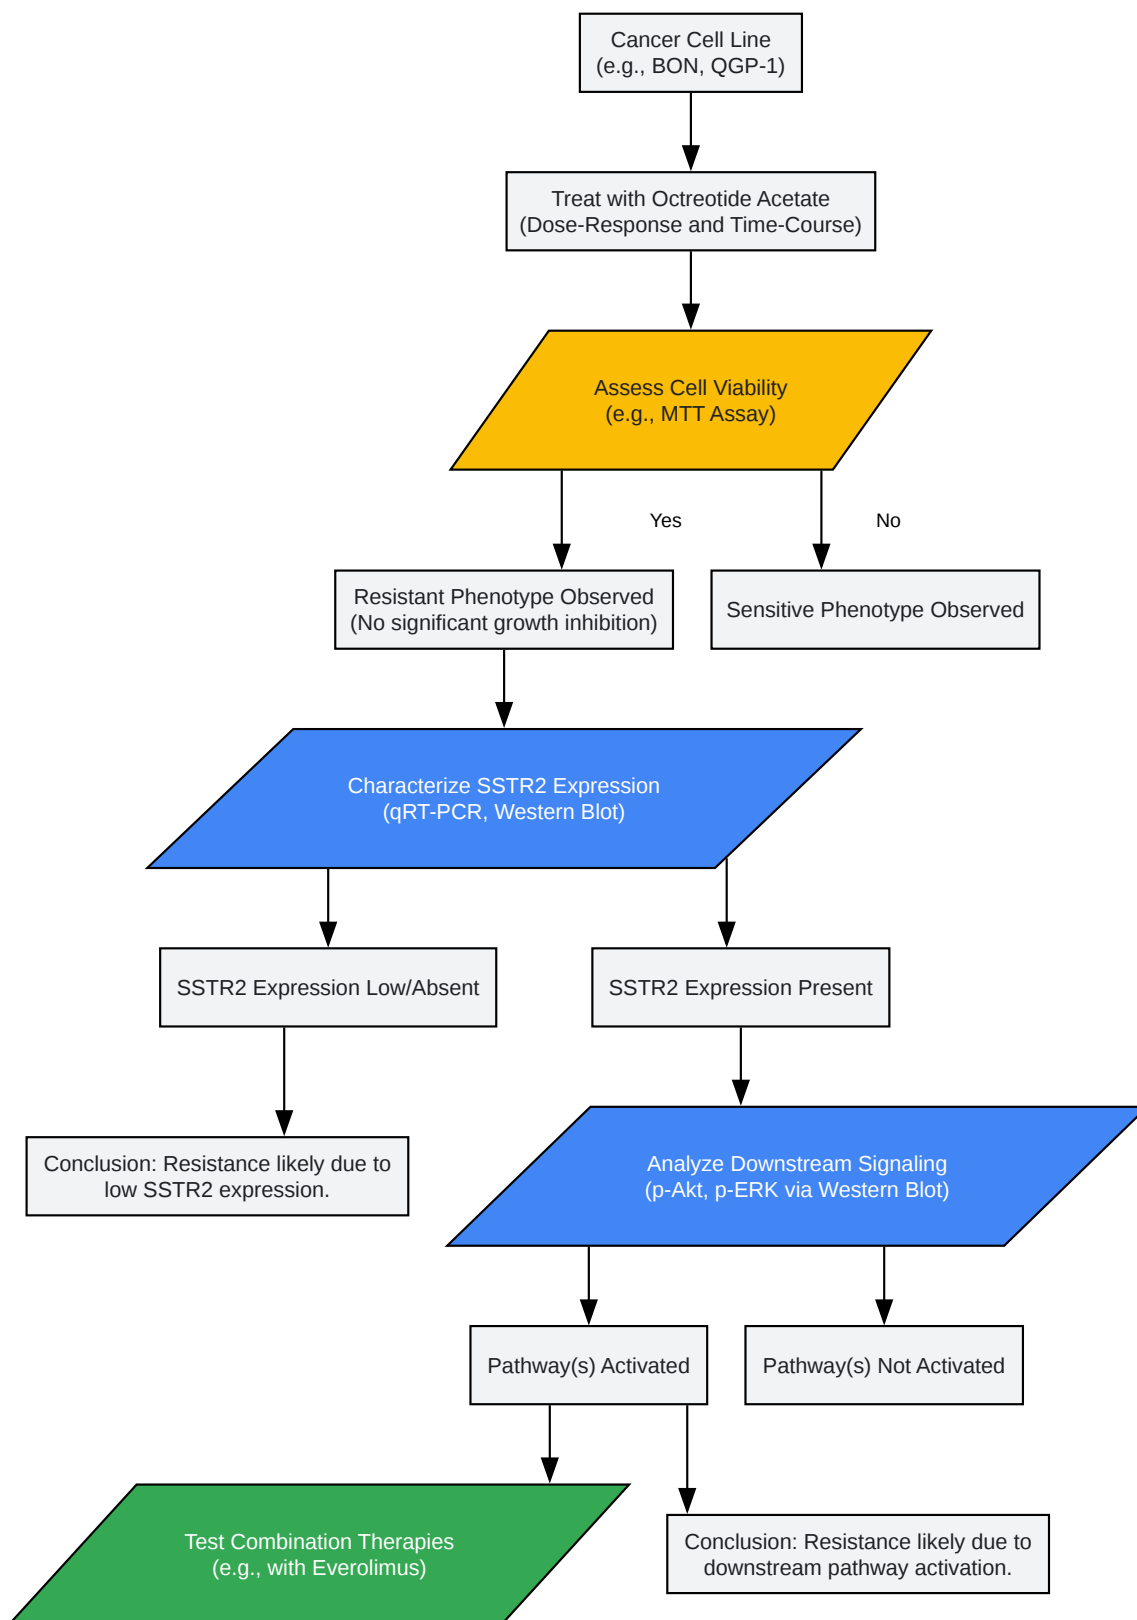 Cancer Cell Line
(e.g., BON, QGP-1)
Treat with Octreotide Acetate
(Dose-Response and Time-Course)
Assess Cell Viability
(e.g., MTT Assay)
Yes
No
Resistant Phenotype Observed
(No significant growth inhibition)
Sensitive Phenotype Observed
Characterize SSTR2 Expression
(qRT-PCR, Western Blot)
SSTR2 Expression Low/Absent
SSTR2 Expression Present
Conclusion: Resistance likely due to
low SSTR2 expression.
Analyze Downstream Signaling
(p-Akt, p-ERK via Western Blot)
Pathway(s) Activated
Pathway(s) Not Activated
Test Combination Therapies
(e.g., with Everolimus)
Conclusion: Resistance likely due to
downstream pathway activation.